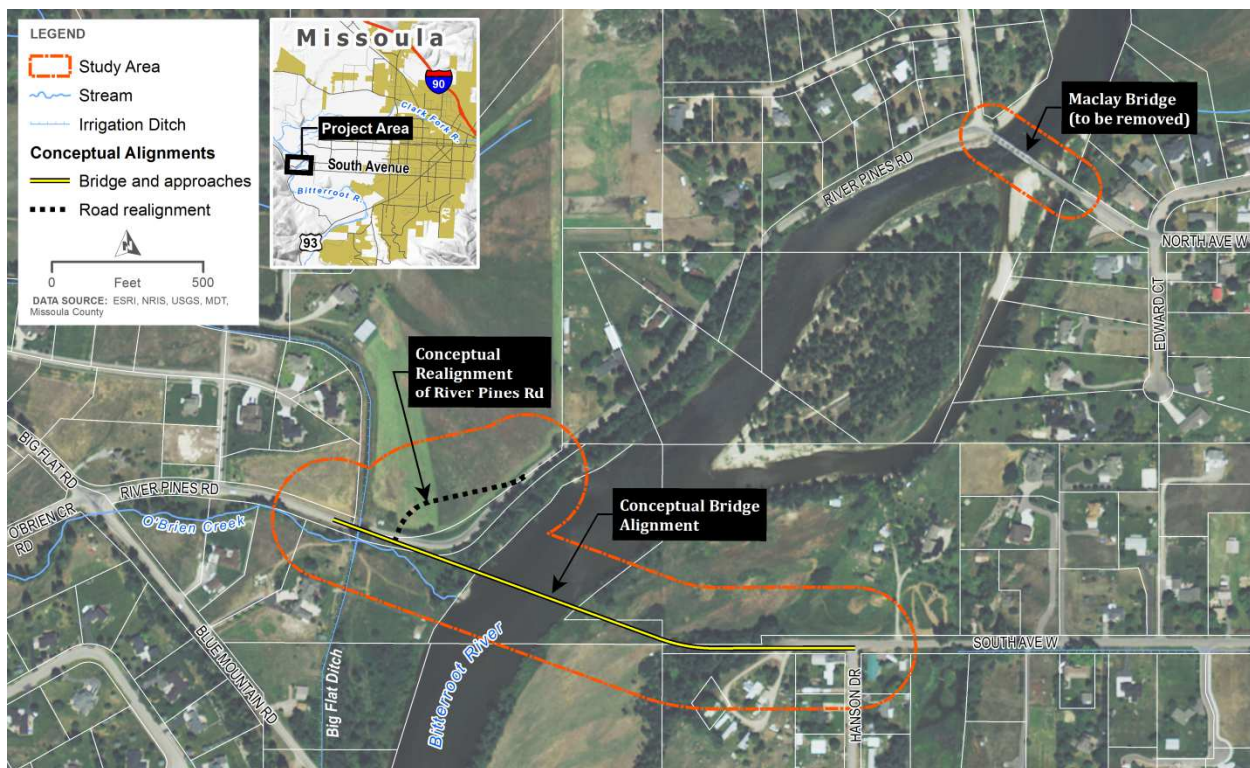 LEGEND
Study Area
Stream
Irrigation Ditch
Conceptual Alignments
Bridge and approaches
Road realignment
N
0 500
Feet
DATA SOURCE: ESRI, NRIS, USGS, MDT,
Missoula County
Missoula
90
Clark Fork R.
Project Area
South Avenue
Bitterroot R.
93
Maclay Bridge
(to be removed)
RIVER PINES RD
NORTH AVE W
EDWARD CT
Conceptual
Realignment
of River Pines Rd
BIG FLAT RD
RIVER PINES RD
O'BRIEN CR
RD
O'Brien Creek
Conceptual Bridge
Alignment
BLUE MOUNTAIN RD
Big Flat Ditch
Bitterroot River
SOUTH AVE W
HANSON DR